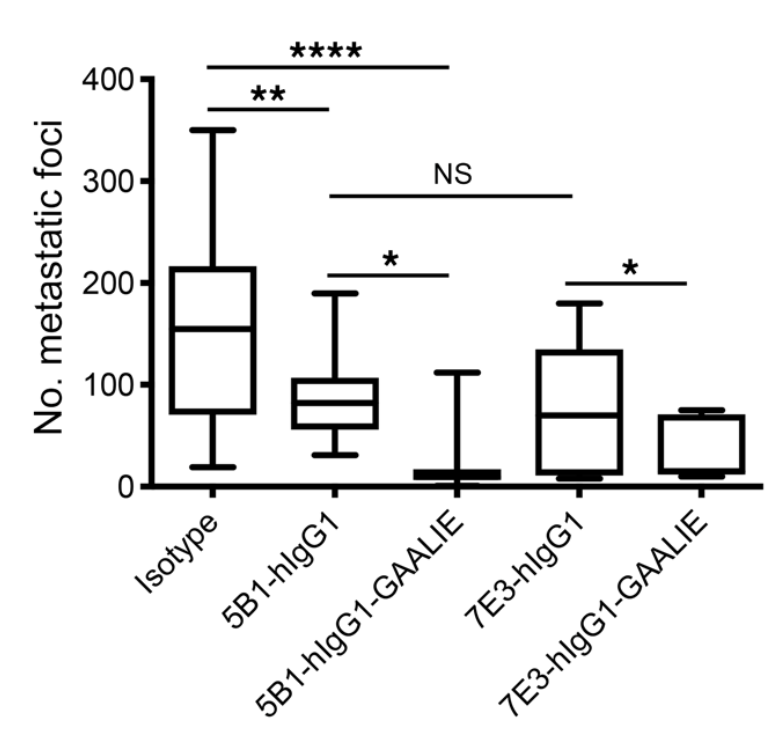 ****
**
NS
*
*
No. metastatic foci
400
300
200
100
0
Isotype
5B1-hIgG1
5B1-hIgG1-GAALIE
7E3-hIgG1
7E3-hIgG1-GAALIE